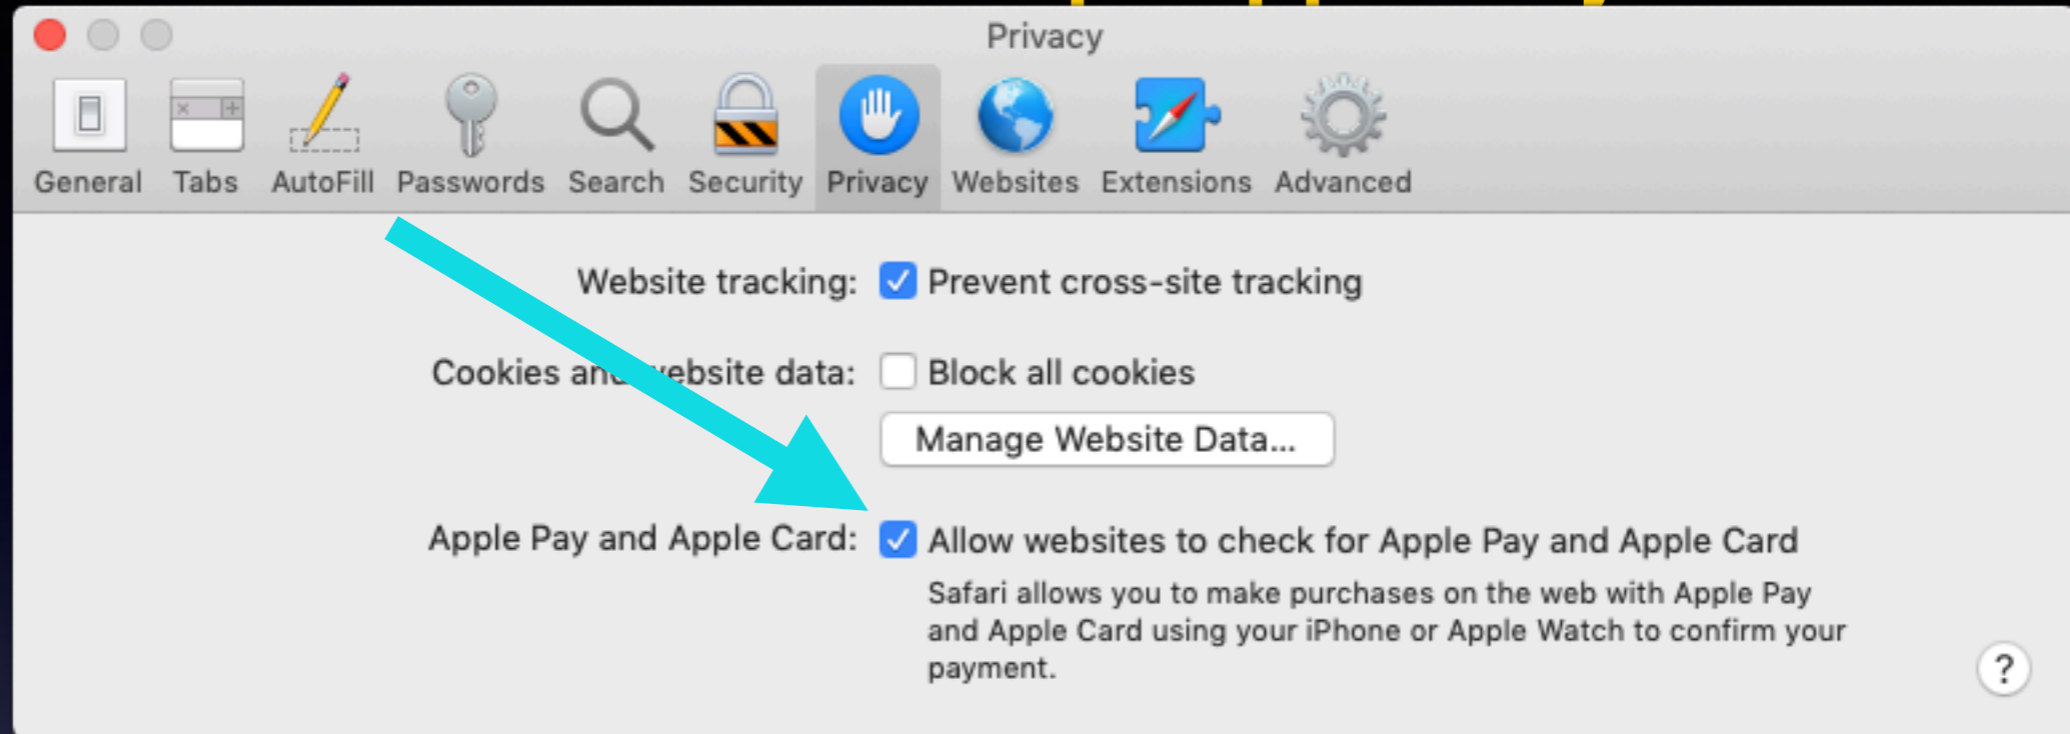 Privacy
General Tabs AutoFill Passwords Search Security Privacy Websites Extensions Advanced
Website tracking: Prevent cross-site tracking
Cookies and website data: Block all cookies
Manage Website Data...
Apple Pay and Apple Card: Allow websites to check for Apple Pay and Apple Card
Safari allows you to make purchases on the web with Apple Pay
and Apple Card using your iPhone or Apple Watch to confirm your
payment.
?